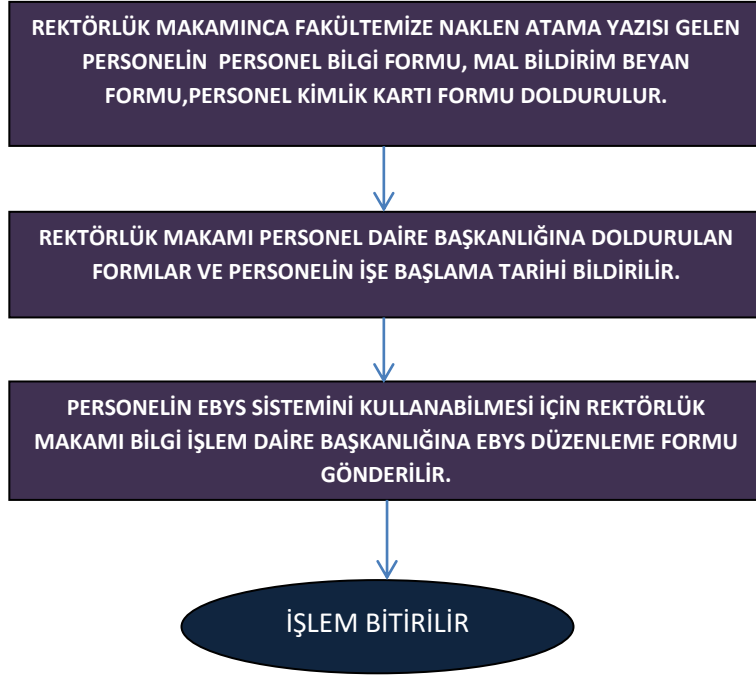 REKTÖRLÜK MAKAMINCA FAKÜLTEMİZE NAKLEN ATAMA YAZISI GELEN
PERSONELİN  PERSONEL BİLGİ FORMU, MAL BİLDİRİM BEYAN
FORMU,PERSONEL KİMLİK KARTI FORMU DOLDURULUR.
REKTÖRLÜK MAKAMI PERSONEL DAİRE BAŞKANLIĞINA DOLDURULAN
FORMLAR VE PERSONELİN İŞE BAŞLAMA TARİHİ BİLDİRİLİR.
PERSONELİN EBYS SİSTEMİNİ KULLANABİLMESİ İÇİN REKTÖRLÜK
MAKAMI BİLGİ İŞLEM DAİRE BAŞKANLIĞINA EBYS DÜZENLEME FORMU
GÖNDERİLİR.
İŞLEM BİTİRİLİR